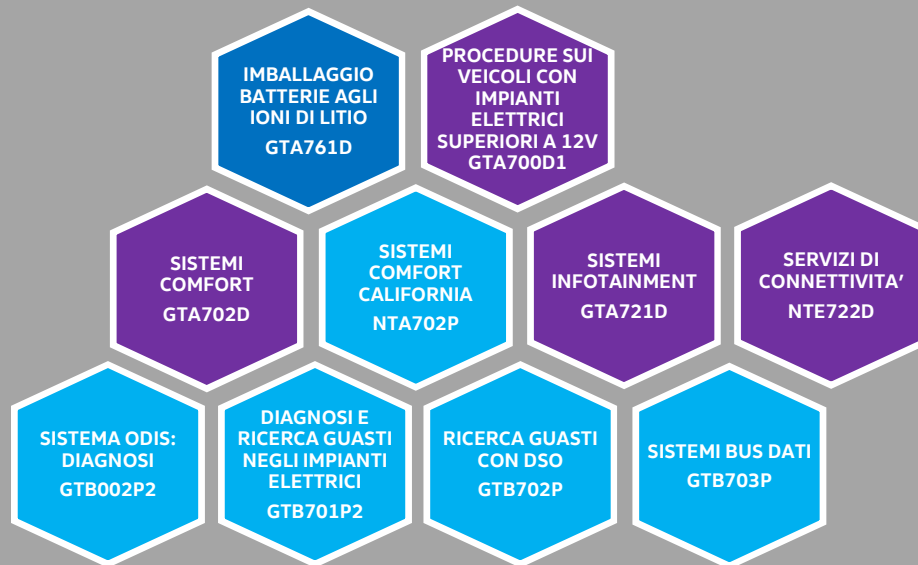 IMBALLAGGIO
BATTERIE AGLI
IONI DI LITIO
GTA761D
PROCEDURE SUI
VEICOLI CON
IMPIANTI
ELETTRICI
SUPERIORI A 12V
GTA700D1
SISTEMI
COMFORT
GTA702D
SISTEMI
COMFORT
CALIFORNIA
NTA702P
SISTEMI
INFOTAINMENT
GTA721D
SERVIZI DI
CONNETTIVITA'
NTE722D
SISTEMA ODIS:
DIAGNOSI
GTB002P2
DIAGNOSI E
RICERCA GUASTI
NEGLI IMPIANTI
ELETTRICI
GTB701P2
RICERCA GUASTI
CON DSO
GTB702P
SISTEMI BUS DATI
GTB703P